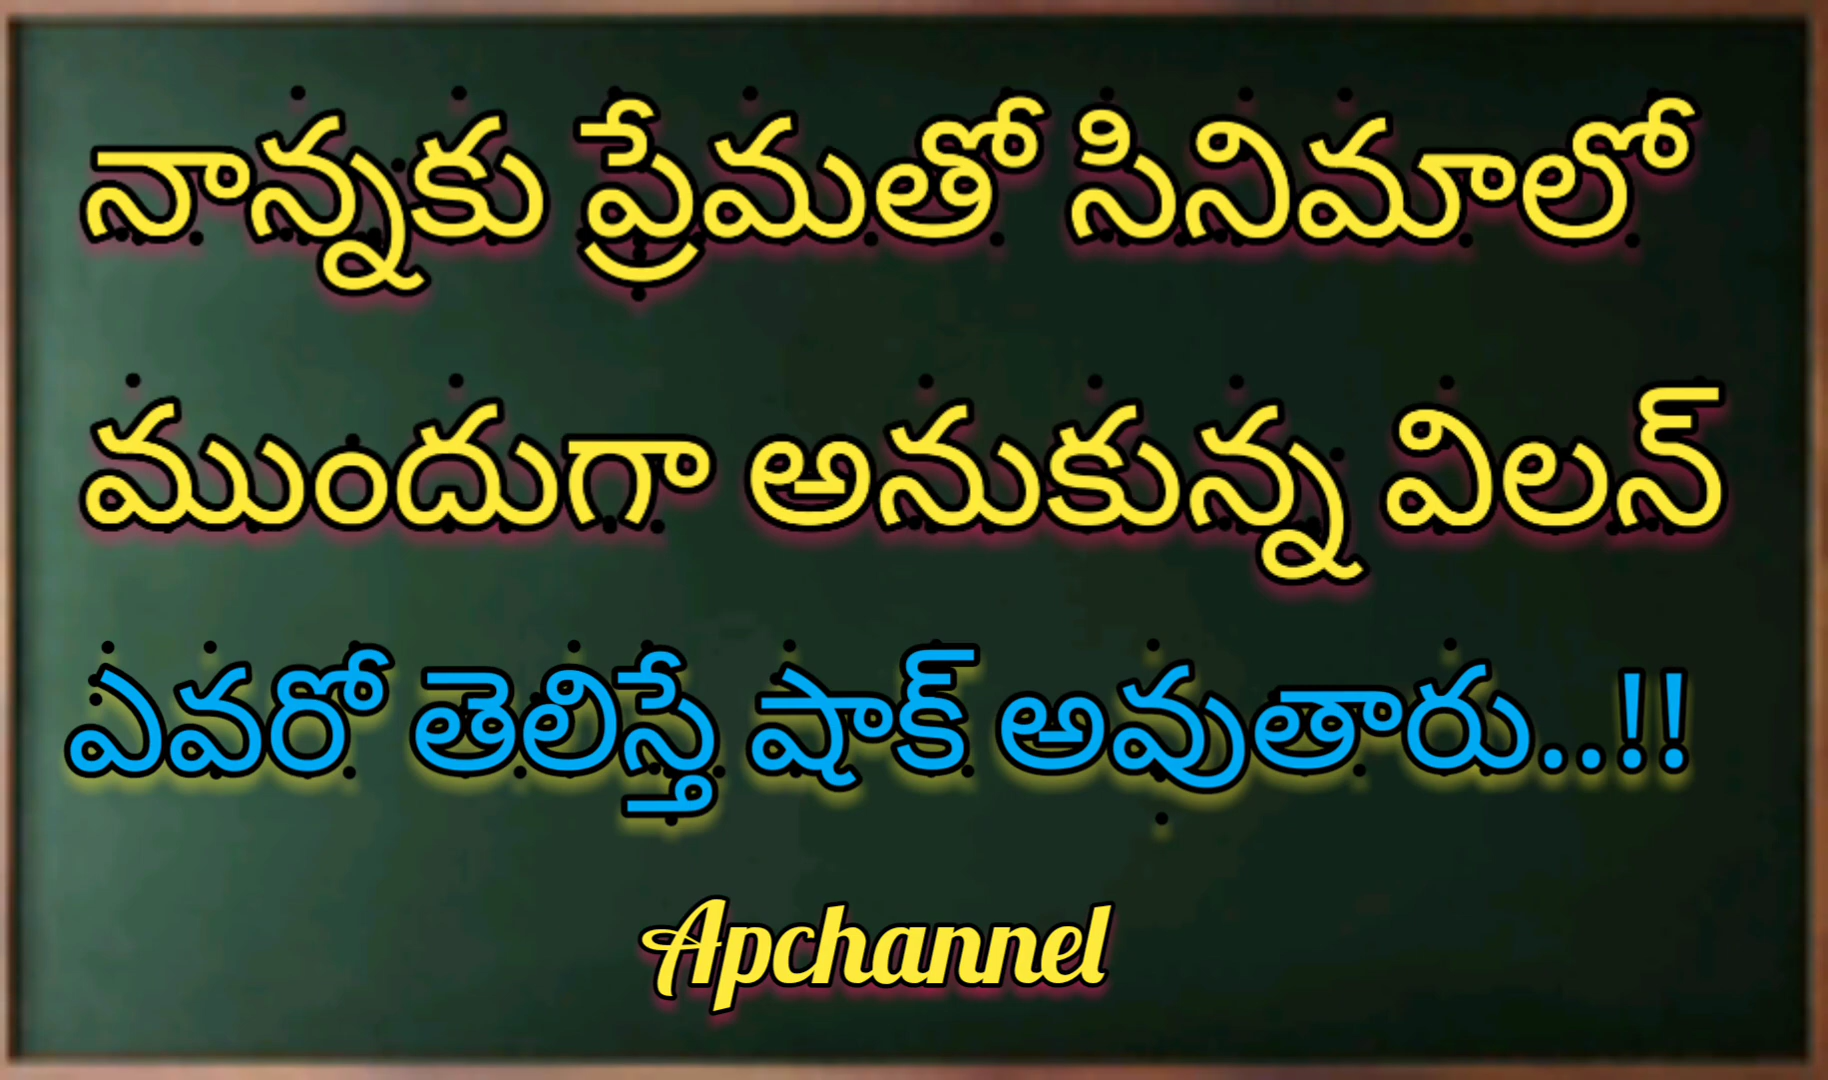 నాన్నకు ప్రేమతో సినిమాలో
ముందుగా అనుకున్న విలన్
ఎవరో తెలిస్తే షాక్ అవుతారు..!!
Apchannel